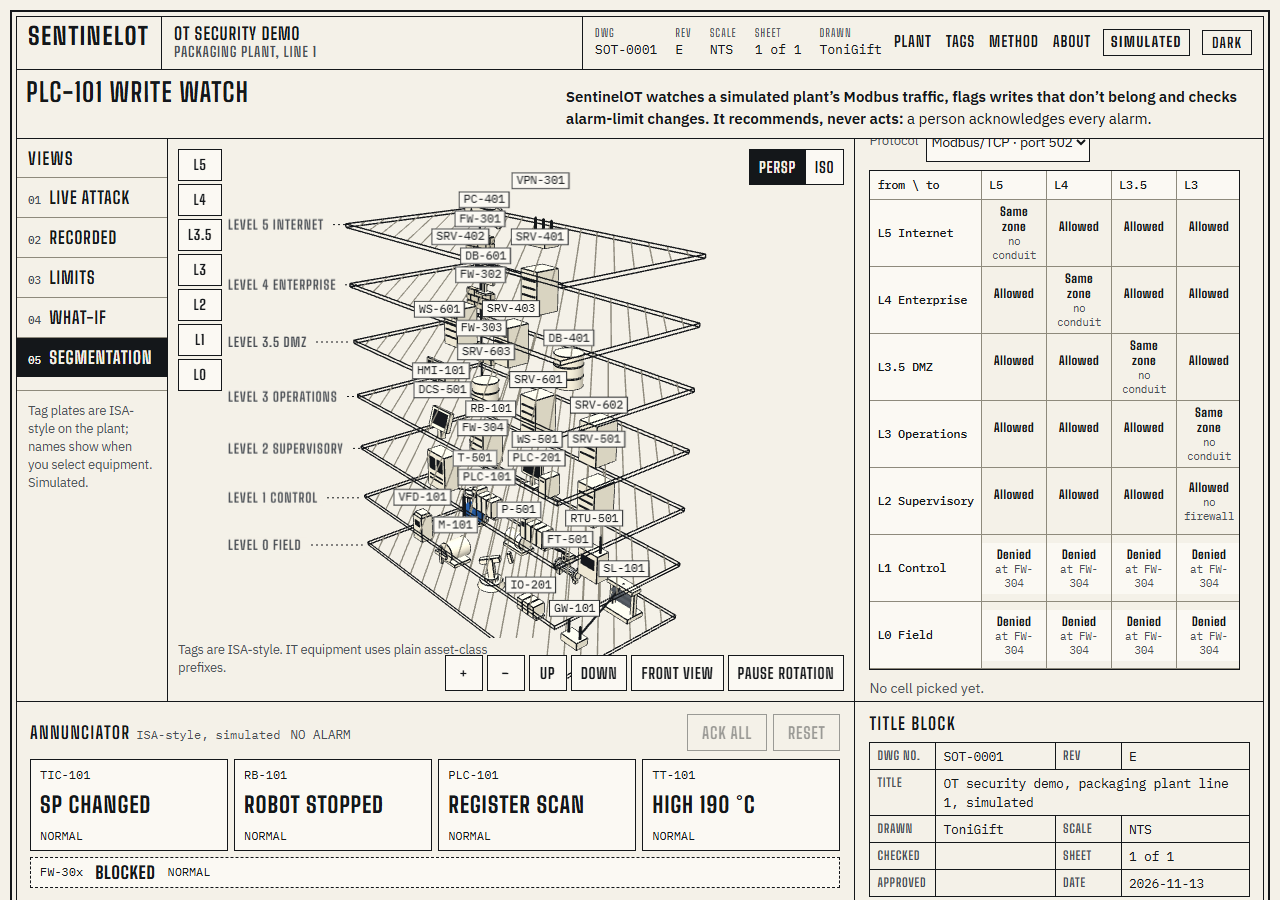 SENTINELOT
OT SECURITY DEMO
PACKAGING PLANT, LINE 1
DWG
SOT-0001
REV
E
SCALE
NTS
SHEET
1 of 1
DRAWN
ToniGift
PLANT
TAGS
METHOD
ABOUT
SIMULATED
DARK
PLC-101 WRITE WATCH
SentinelOT watches a simulated plant's Modbus traffic, flags writes that don't belong and checks
alarm-limit changes. It recommends, never acts: a person acknowledges every alarm.
VIEWS
01 LIVE ATTACK
02 RECORDED
03 LIMITS
04 WHAT-IF
05 SEGMENTATION
Tag plates are ISA-
style on the plant;
names show when
you select equipment.
Simulated.
L5
L4
L3.5
L3
L2
L1
L0
PERSP
ISO
LEVEL 5 INTERNET
LEVEL 4 ENTERPRISE
LEVEL 3.5 DMZ
LEVEL 3 OPERATIONS
LEVEL 2 SUPERVISORY
LEVEL 1 CONTROL
LEVEL 0 FIELD
VPN-301
PC-401
FW-301
SRV-402
SRV-401
DB-601
FW-302
WS-601
SRV-403
FW-303
DB-401
SRV-603
HMI-101
SRV-601
DCS-501
RB-101
SRV-602
FW-304
WS-501
SRV-501
T-501
PLC-201
PLC-101
VFD-101
P-501
RTU-501
M-101
FT-501
SL-101
IO-201
GW-101
Tags are ISA-style. IT equipment uses plain asset-class
prefixes.
+
−
UP
DOWN
FRONT VIEW
PAUSE ROTATION
Protocol
Modbus/TCP · port 502
from \ to
L5
L4
L3.5
L3
L5 Internet
Same
zone
no
conduit
Allowed
Allowed
Allowed
L4 Enterprise
Allowed
Same
zone
no
conduit
Allowed
Allowed
L3.5 DMZ
Allowed
Allowed
Same
zone
no
conduit
Allowed
L3 Operations
Allowed
Allowed
Allowed
Same
zone
no
conduit
L2 Supervisory
Allowed
Allowed
Allowed
Allowed
no
firewall
L1 Control
Denied
at FW-
304
Denied
at FW-
304
Denied
at FW-
304
Denied
at FW-
304
L0 Field
Denied
at FW-
304
Denied
at FW-
304
Denied
at FW-
304
Denied
at FW-
304
No cell picked yet.
ANNUNCIATOR ISA-style, simulated NO ALARM
ACK ALL
RESET
TIC-101
SP CHANGED
NORMAL
RB-101
ROBOT STOPPED
NORMAL
PLC-101
REGISTER SCAN
NORMAL
TT-101
HIGH 190 °C
NORMAL
FW-30x BLOCKED NORMAL
TITLE BLOCK
DWG NO.
SOT-0001
REV
E
TITLE
OT security demo, packaging plant line
1, simulated
DRAWN
ToniGift
SCALE
NTS
CHECKED
SHEET
1 of 1
APPROVED
DATE
2026-11-13